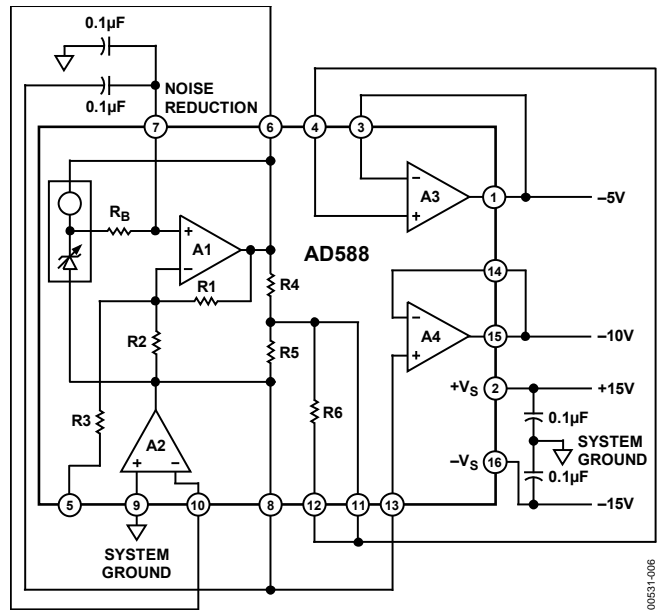 0.1µF
0.1µF
NOISE
REDUCTION
7
6
4
3
RB
A1
A3
1
–5V
AD588
R1
R4
14
R2
R5
A4
15
–10V
+VS
2
+15V
R3
R6
0.1µF
A2
SYSTEM
GROUND
–VS
16
0.1µF
–15V
5
9
10
8
12
11
13
SYSTEM
GROUND
00531-006